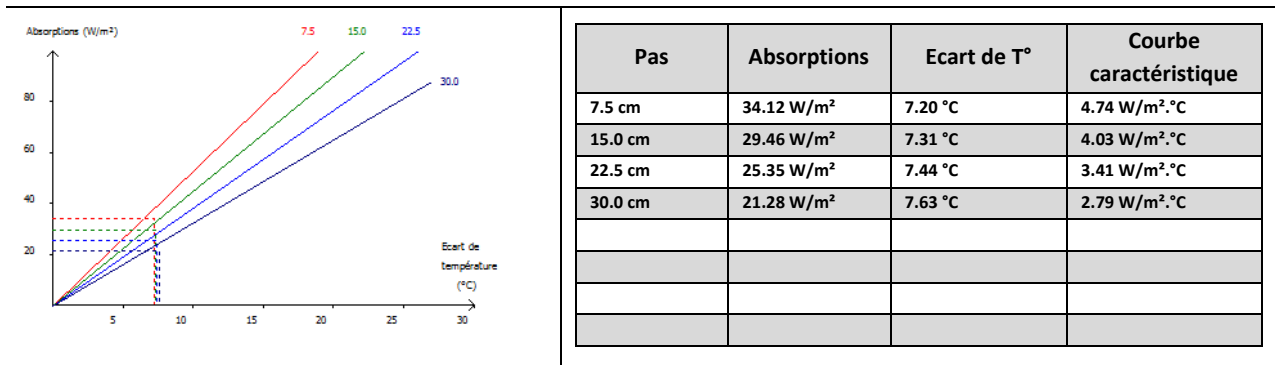 Absorptions (W/m²)
7.5 15.0 22.5
30.0
80
60
40
20
Ecart de
température
(°C)
5 10 15 20 25 30
Pas Absorptions Ecart de T° Courbe
caractéristique
7.5 cm 34.12 W/m² 7.20 °C 4.74 W/m².°C
15.0 cm 29.46 W/m² 7.31 °C 4.03 W/m².°C
22.5 cm 25.35 W/m² 7.44 °C 3.41 W/m².°C
30.0 cm 21.28 W/m² 7.63 °C 2.79 W/m².°C